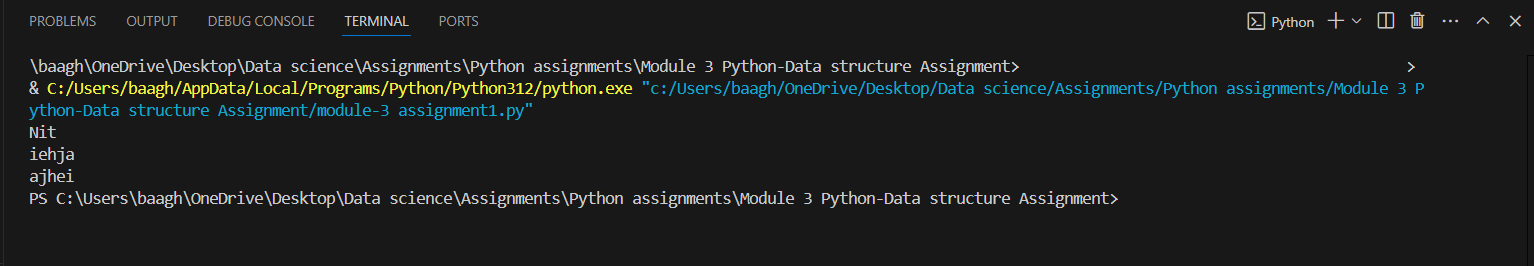 PROBLEMS OUTPUT DEBUG CONSOLE TERMINAL PORTS Python
\baagh\OneDrive\Desktop\Data science\Assignments\Python assignments\Module 3 Python-Data structure Assignment> >
& C:/Users/baagh/AppData/Local/Programs/Python/Python312/python.exe "c:/Users/baagh/OneDrive/Desktop/Data science/Assignments/Python assignments/Module 3 P
ython-Data structure Assignment/module-3 assignment1.py"
Nit
iehja
ajhei
PS C:\Users\baagh\OneDrive\Desktop\Data science\Assignments\Python assignments\Module 3 Python-Data structure Assignment>